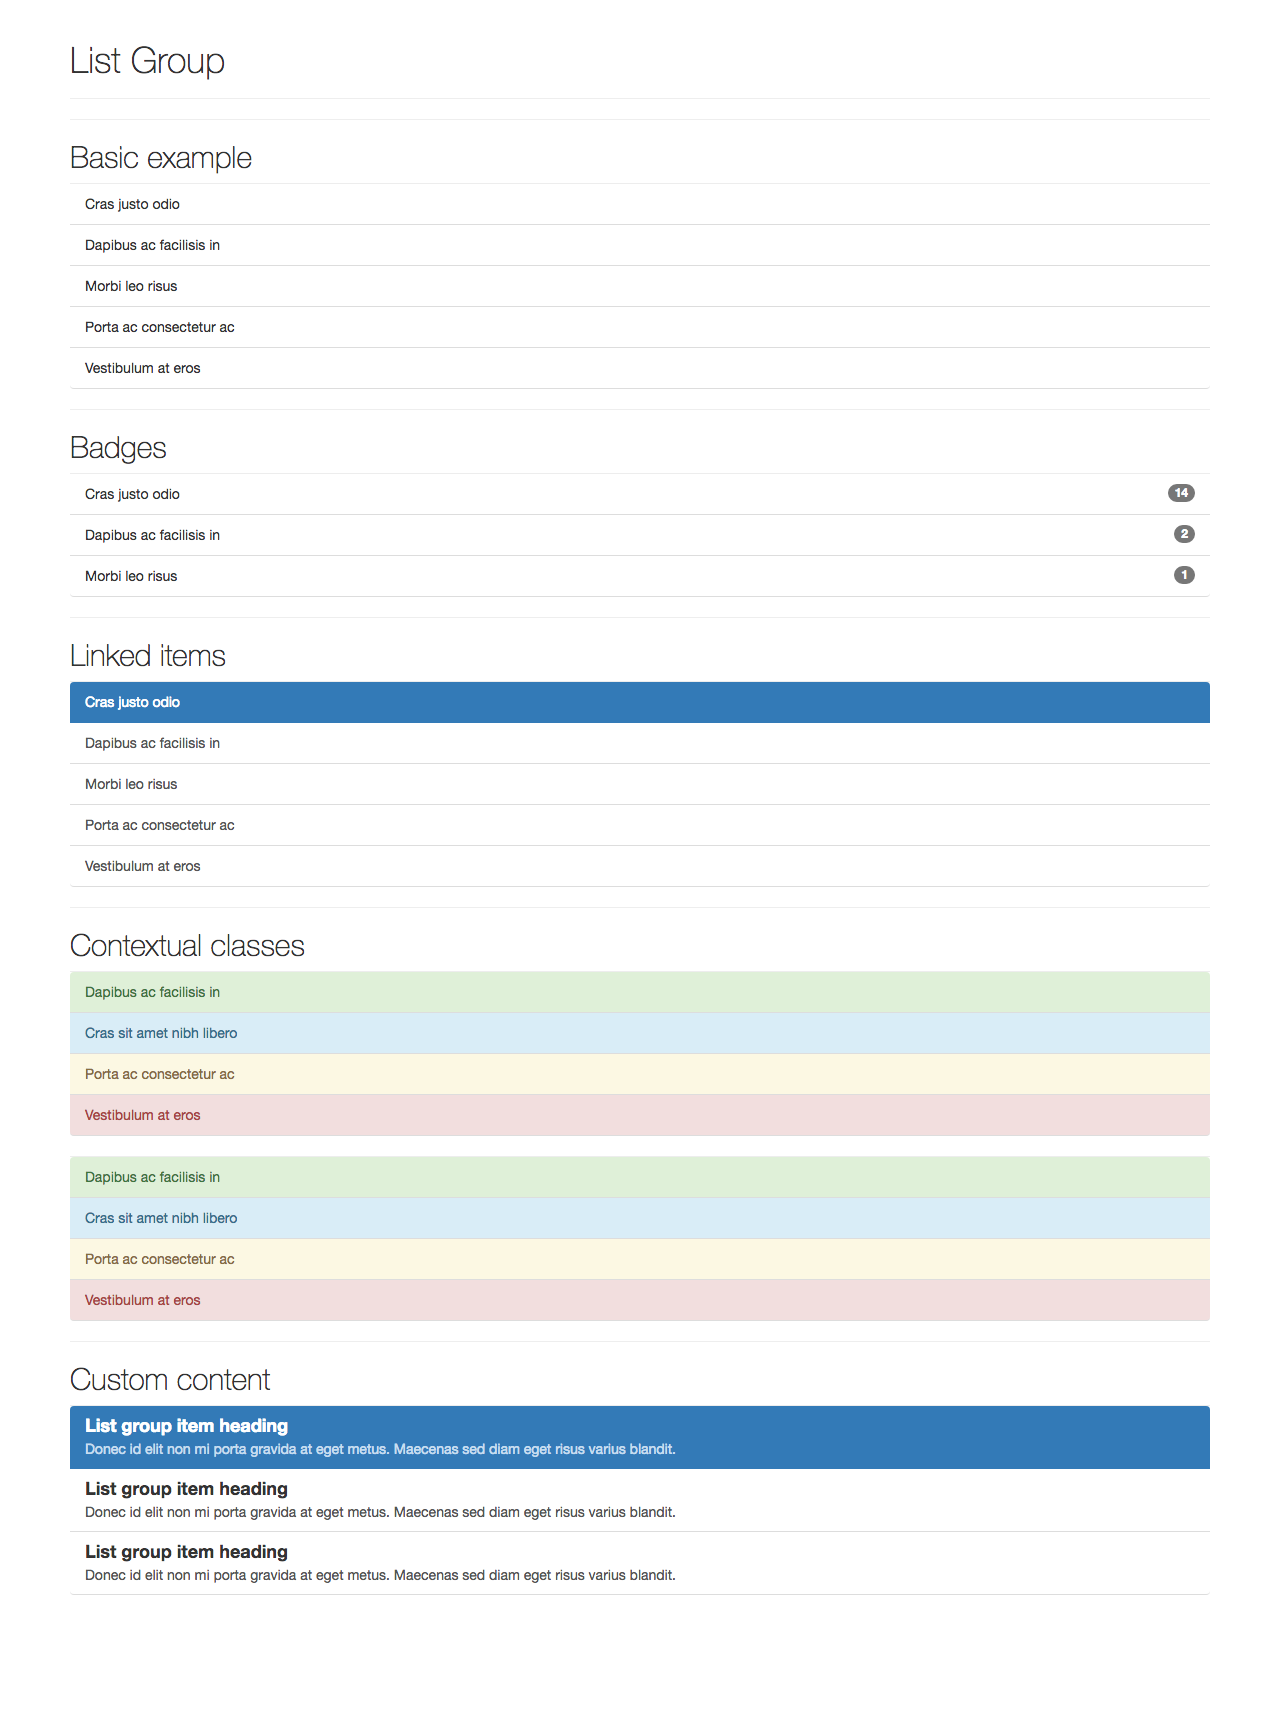 List Group
Basic example
Cras justo odio
Dapibus ac facilisis in
Morbi leo risus
Porta ac consectetur ac
Vestibulum at eros
Badges
Cras justo odio 14
Dapibus ac facilisis in 2
Morbi leo risus 1
Linked items
Cras justo odio
Dapibus ac facilisis in
Morbi leo risus
Porta ac consectetur ac
Vestibulum at eros
Contextual classes
Dapibus ac facilisis in
Cras sit amet nibh libero
Porta ac consectetur ac
Vestibulum at eros
Dapibus ac facilisis in
Cras sit amet nibh libero
Porta ac consectetur ac
Vestibulum at eros
Custom content
List group item heading
Donec id elit non mi porta gravida at eget metus. Maecenas sed diam eget risus varius blandit.
List group item heading
Donec id elit non mi porta gravida at eget metus. Maecenas sed diam eget risus varius blandit.
List group item heading
Donec id elit non mi porta gravida at eget metus. Maecenas sed diam eget risus varius blandit.